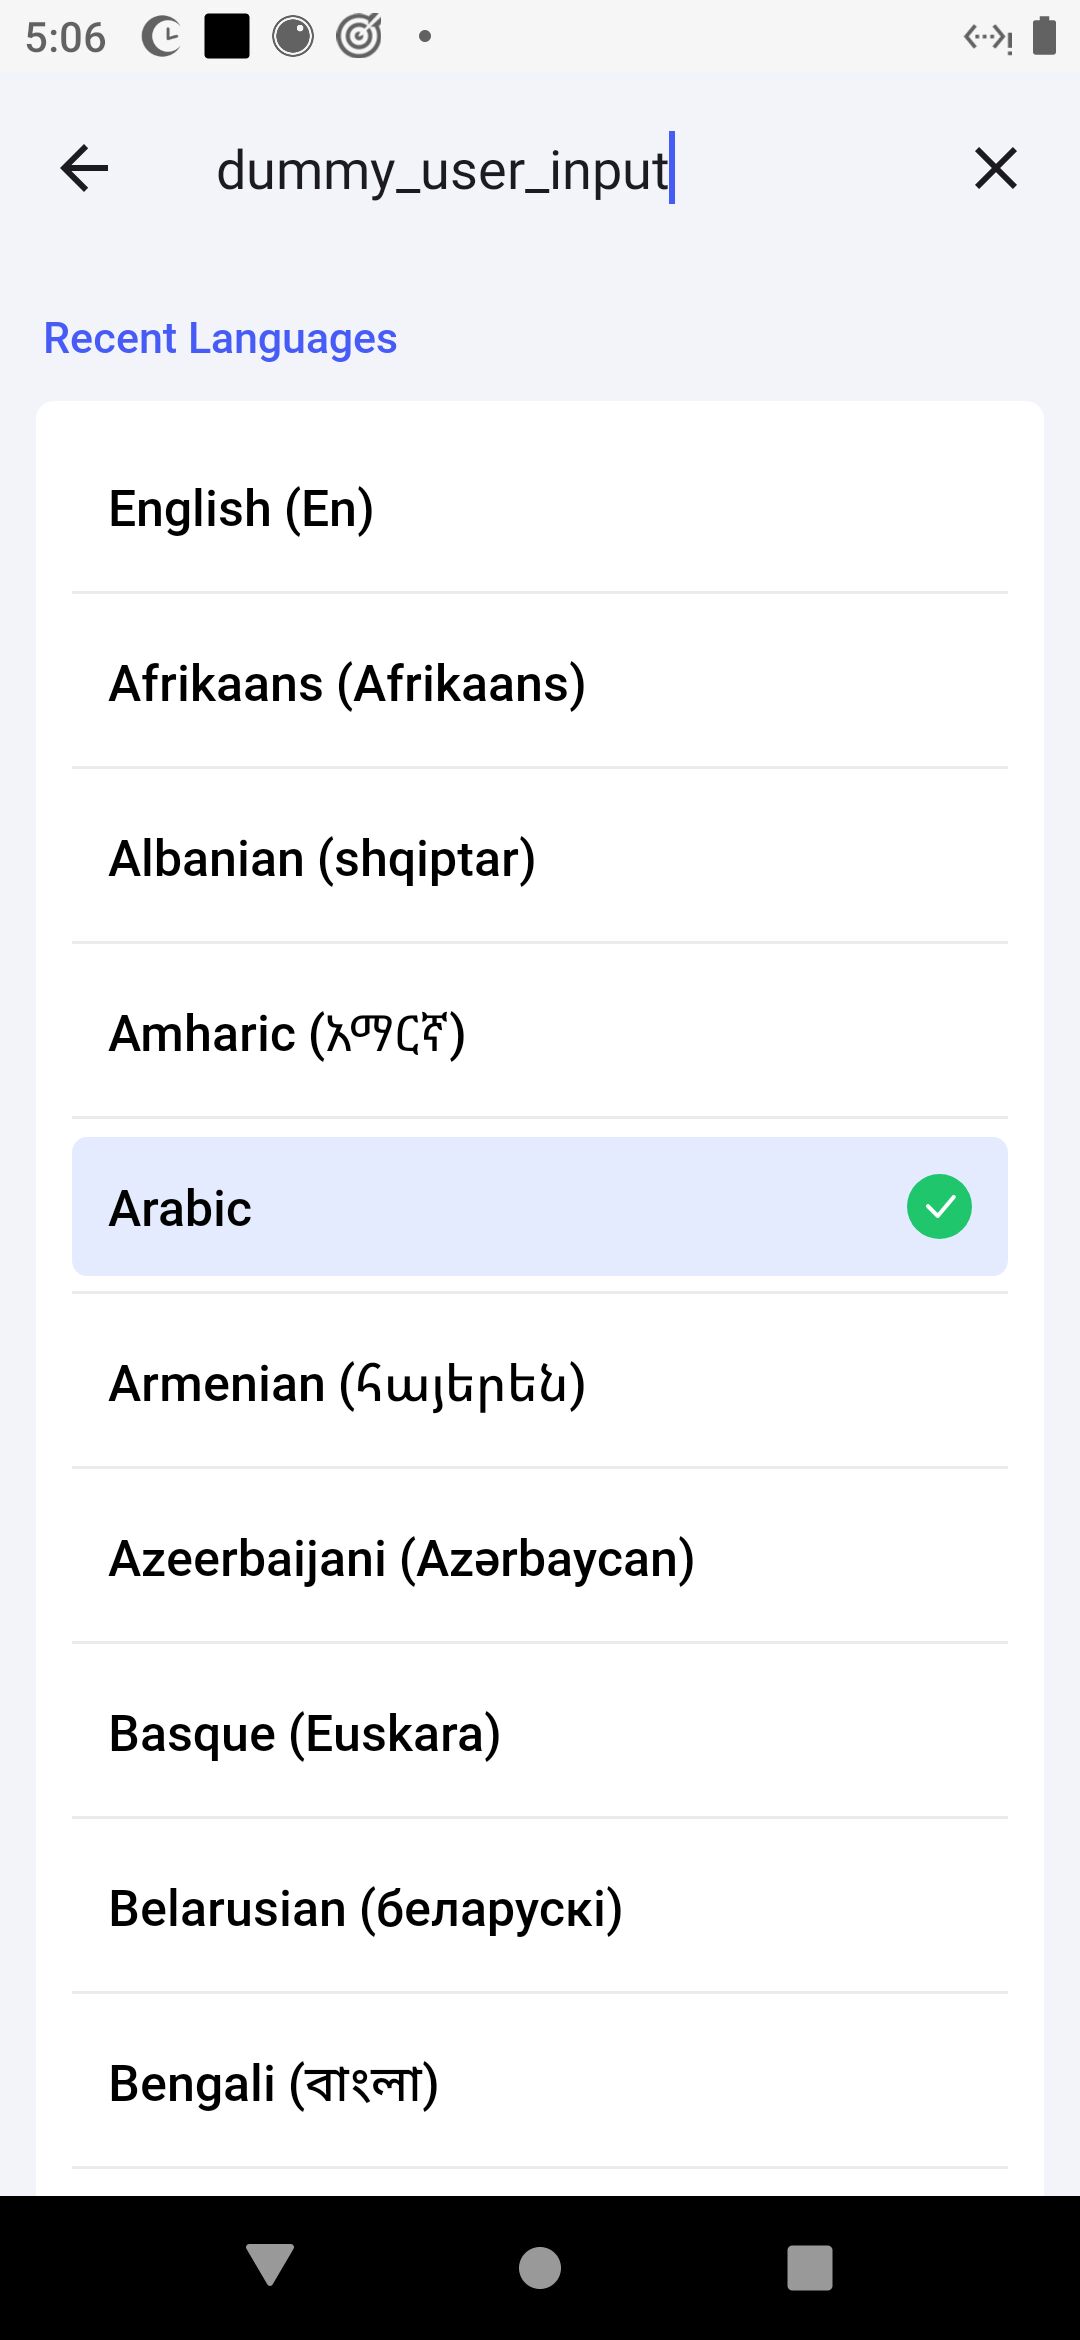 5:06
dummy_user_input
Recent Languages
English (En)
Afrikaans (Afrikaans)
Albanian (shqiptar)
Amharic (አማርኛ)
Arabic
Armenian (հայերեն)
Azeerbaijani (Azərbaycan)
Basque (Euskara)
Belarusian (беларускі)
Bengali (বাংলা)